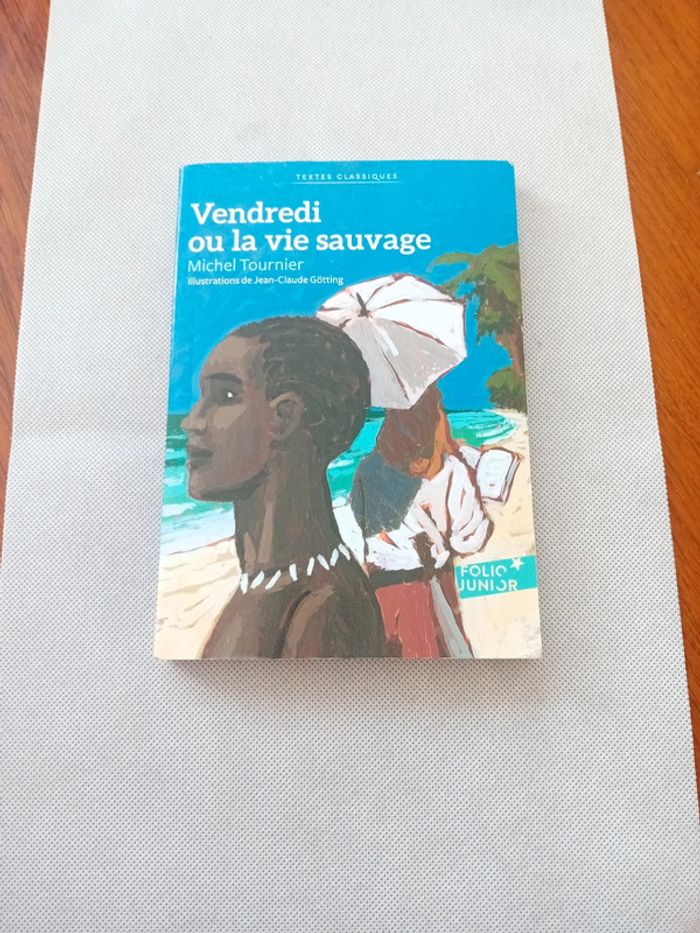 TEXTES CLASSIQUES
Vendredi
ou la vie sauvage
Michel Tournier
Illustrations de Jean-Claude Götting
FOLIO
JUNIOR